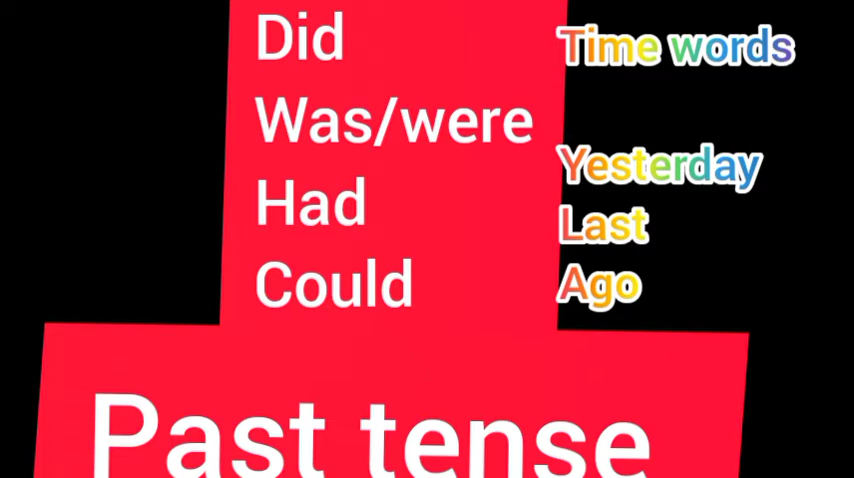 Did
Was/were
Had
Could
Past tense
Time words
Yesterday
Last
Ago